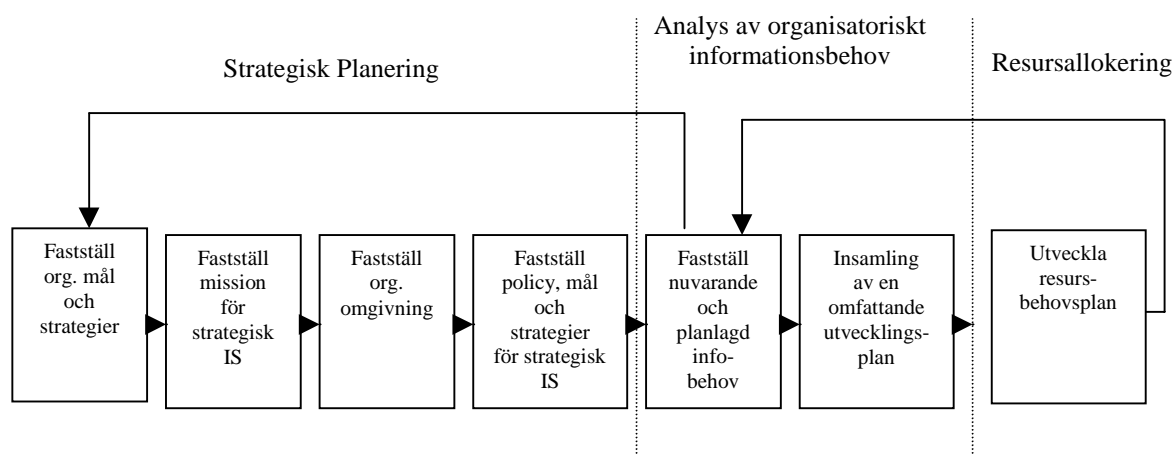 Strategisk Planering
Analys av organisatoriskt
informationsbehov
Resursallokering
Fastställ
org. mål
och
strategier
Fastställ
mission
för
strategisk
IS
Fastställ
org.
omgivning
Fastställ
policy, mål
och
strategier
för strategisk
IS
Fastställ
nuvarande
och
planlagd
info-
behov
Insamling
av en
omfattande
utvecklings-
plan
Utveckla
resurs-
behovsplan